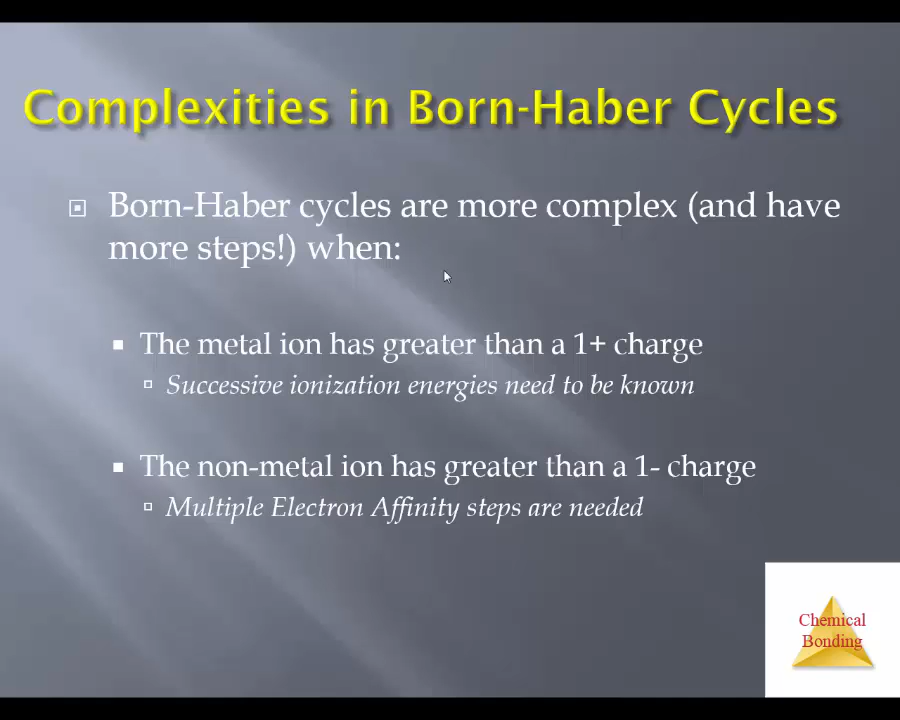 Complexities in Born-Haber Cycles
Born-Haber cycles are more complex (and have
more steps!) when:
The metal ion has greater than a 1+ charge
Successive ionization energies need to be known
The non-metal ion has greater than a 1- charge
Multiple Electron Affinity steps are needed
Chemical
Bonding